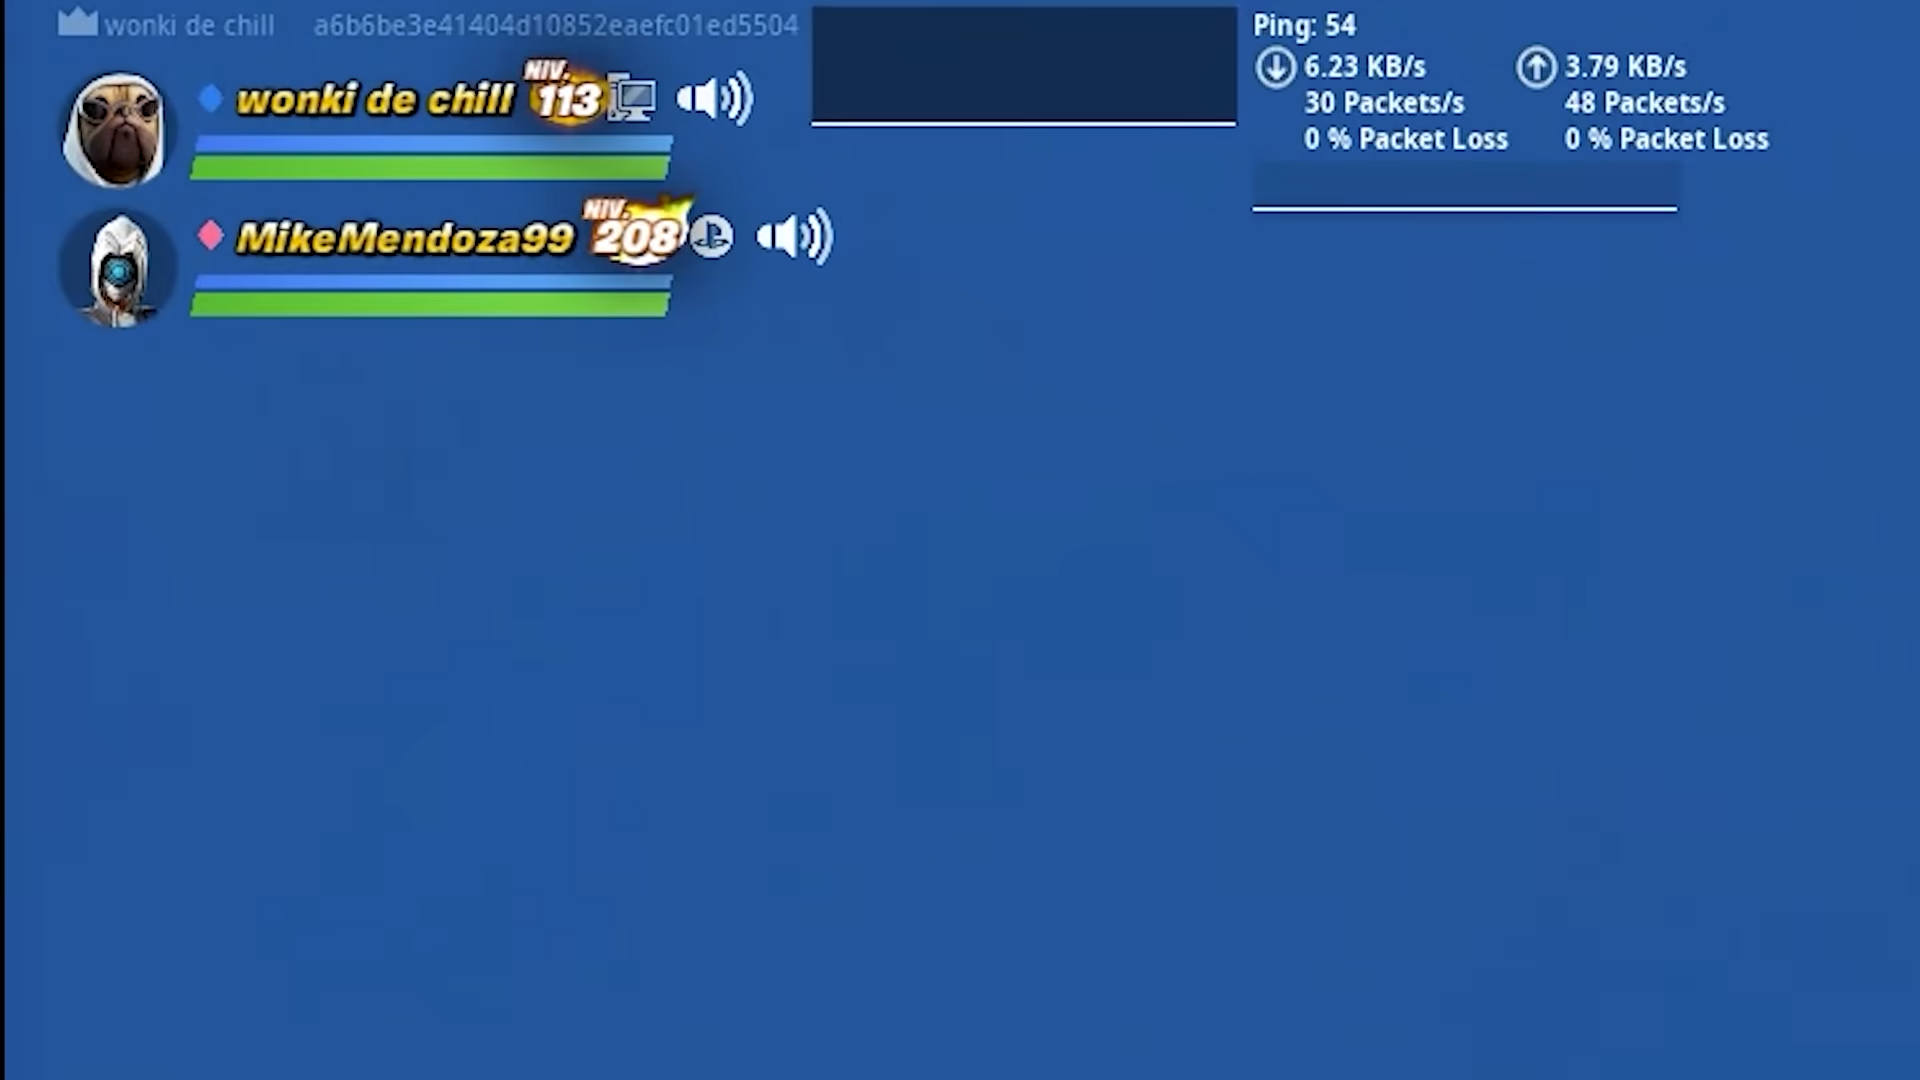 wonki de chill a6b6be3e41404d10852eaefc01ed5504
wonki de chill NIV. 113
MikeMendoza99 NIV. 208
Ping: 54
6.23 KB/s 3.79 KB/s
30 Packets/s 48 Packets/s
0 % Packet Loss 0 % Packet Loss